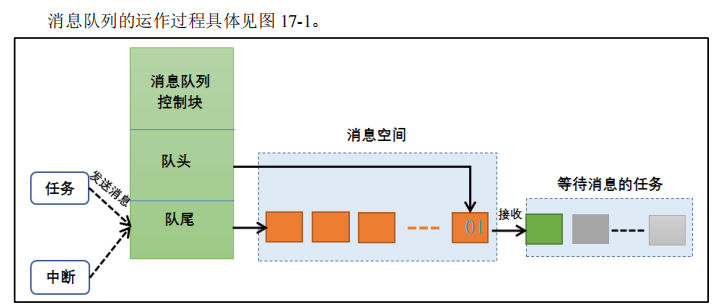 消息队列的运作过程具体见图 17-1。
消息队列
控制块
消息空间
队头
等待消息的任务
任务
发送消息
队尾
01
接收
中断